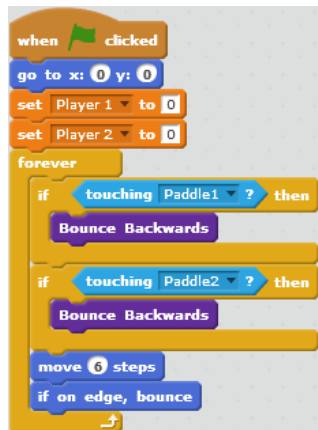 when clicked
go to x: 0 y: 0
set Player 1 to 0
set Player 2 to 0
forever
if touching Paddle1 ? then
Bounce Backwards
if touching Paddle2 ? then
Bounce Backwards
move 6 steps
if on edge, bounce